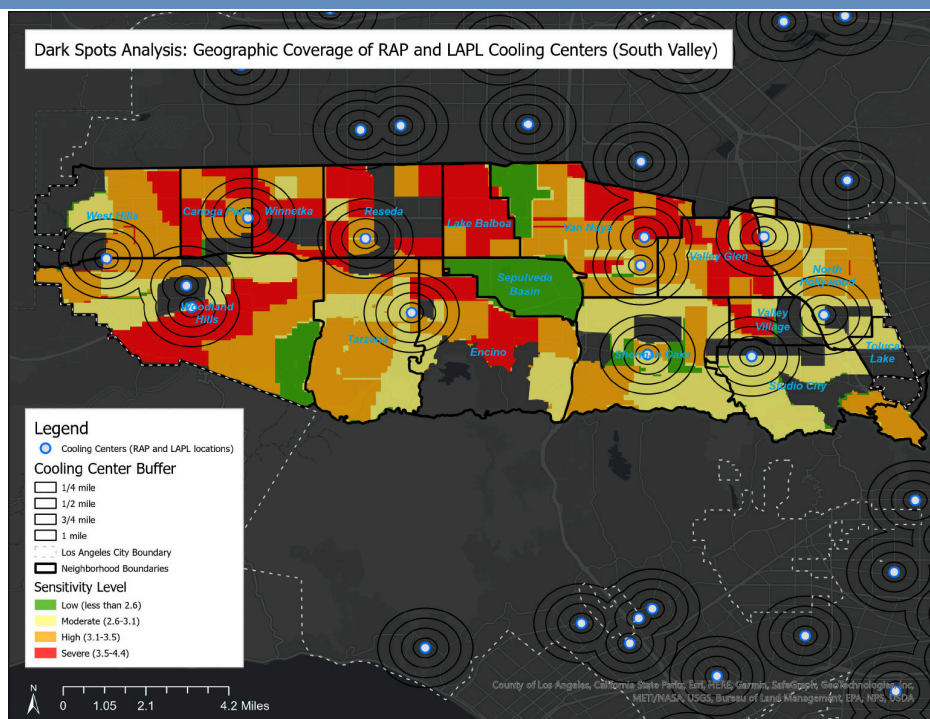 Dark Spots Analysis: Geographic Coverage of RAP and LAPL Cooling Centers (South Valley)
West Hills
Canoga Park
Winnetka
Reseda
Lake Balboa
Van Nuys
Valley Glen
North
Hollywood
Sepulveda
Basin
Woodland
Hills
Tarzana
Encino
Sherman Oaks
Valley
Village
Toluca
Lake
Studio City
Legend
Cooling Centers (RAP and LAPL locations)
Cooling Center Buffer
1/4 mile
1/2 mile
3/4 mile
1 mile
Los Angeles City Boundary
Neighborhood Boundaries
Sensitivity Level
Low (less than 2.6)
Moderate (2.6-3.1)
High (3.1-3.5)
Severe (3.5-4.4)
N
0 1.05 2.1 4.2 Miles
County of Los Angeles, California State Parks, Esri, HERE, Garmin, SafeGraph, GeoTechnologies, Inc,
METI/NASA, USGS, Bureau of Land Management, EPA, NPS, USDA